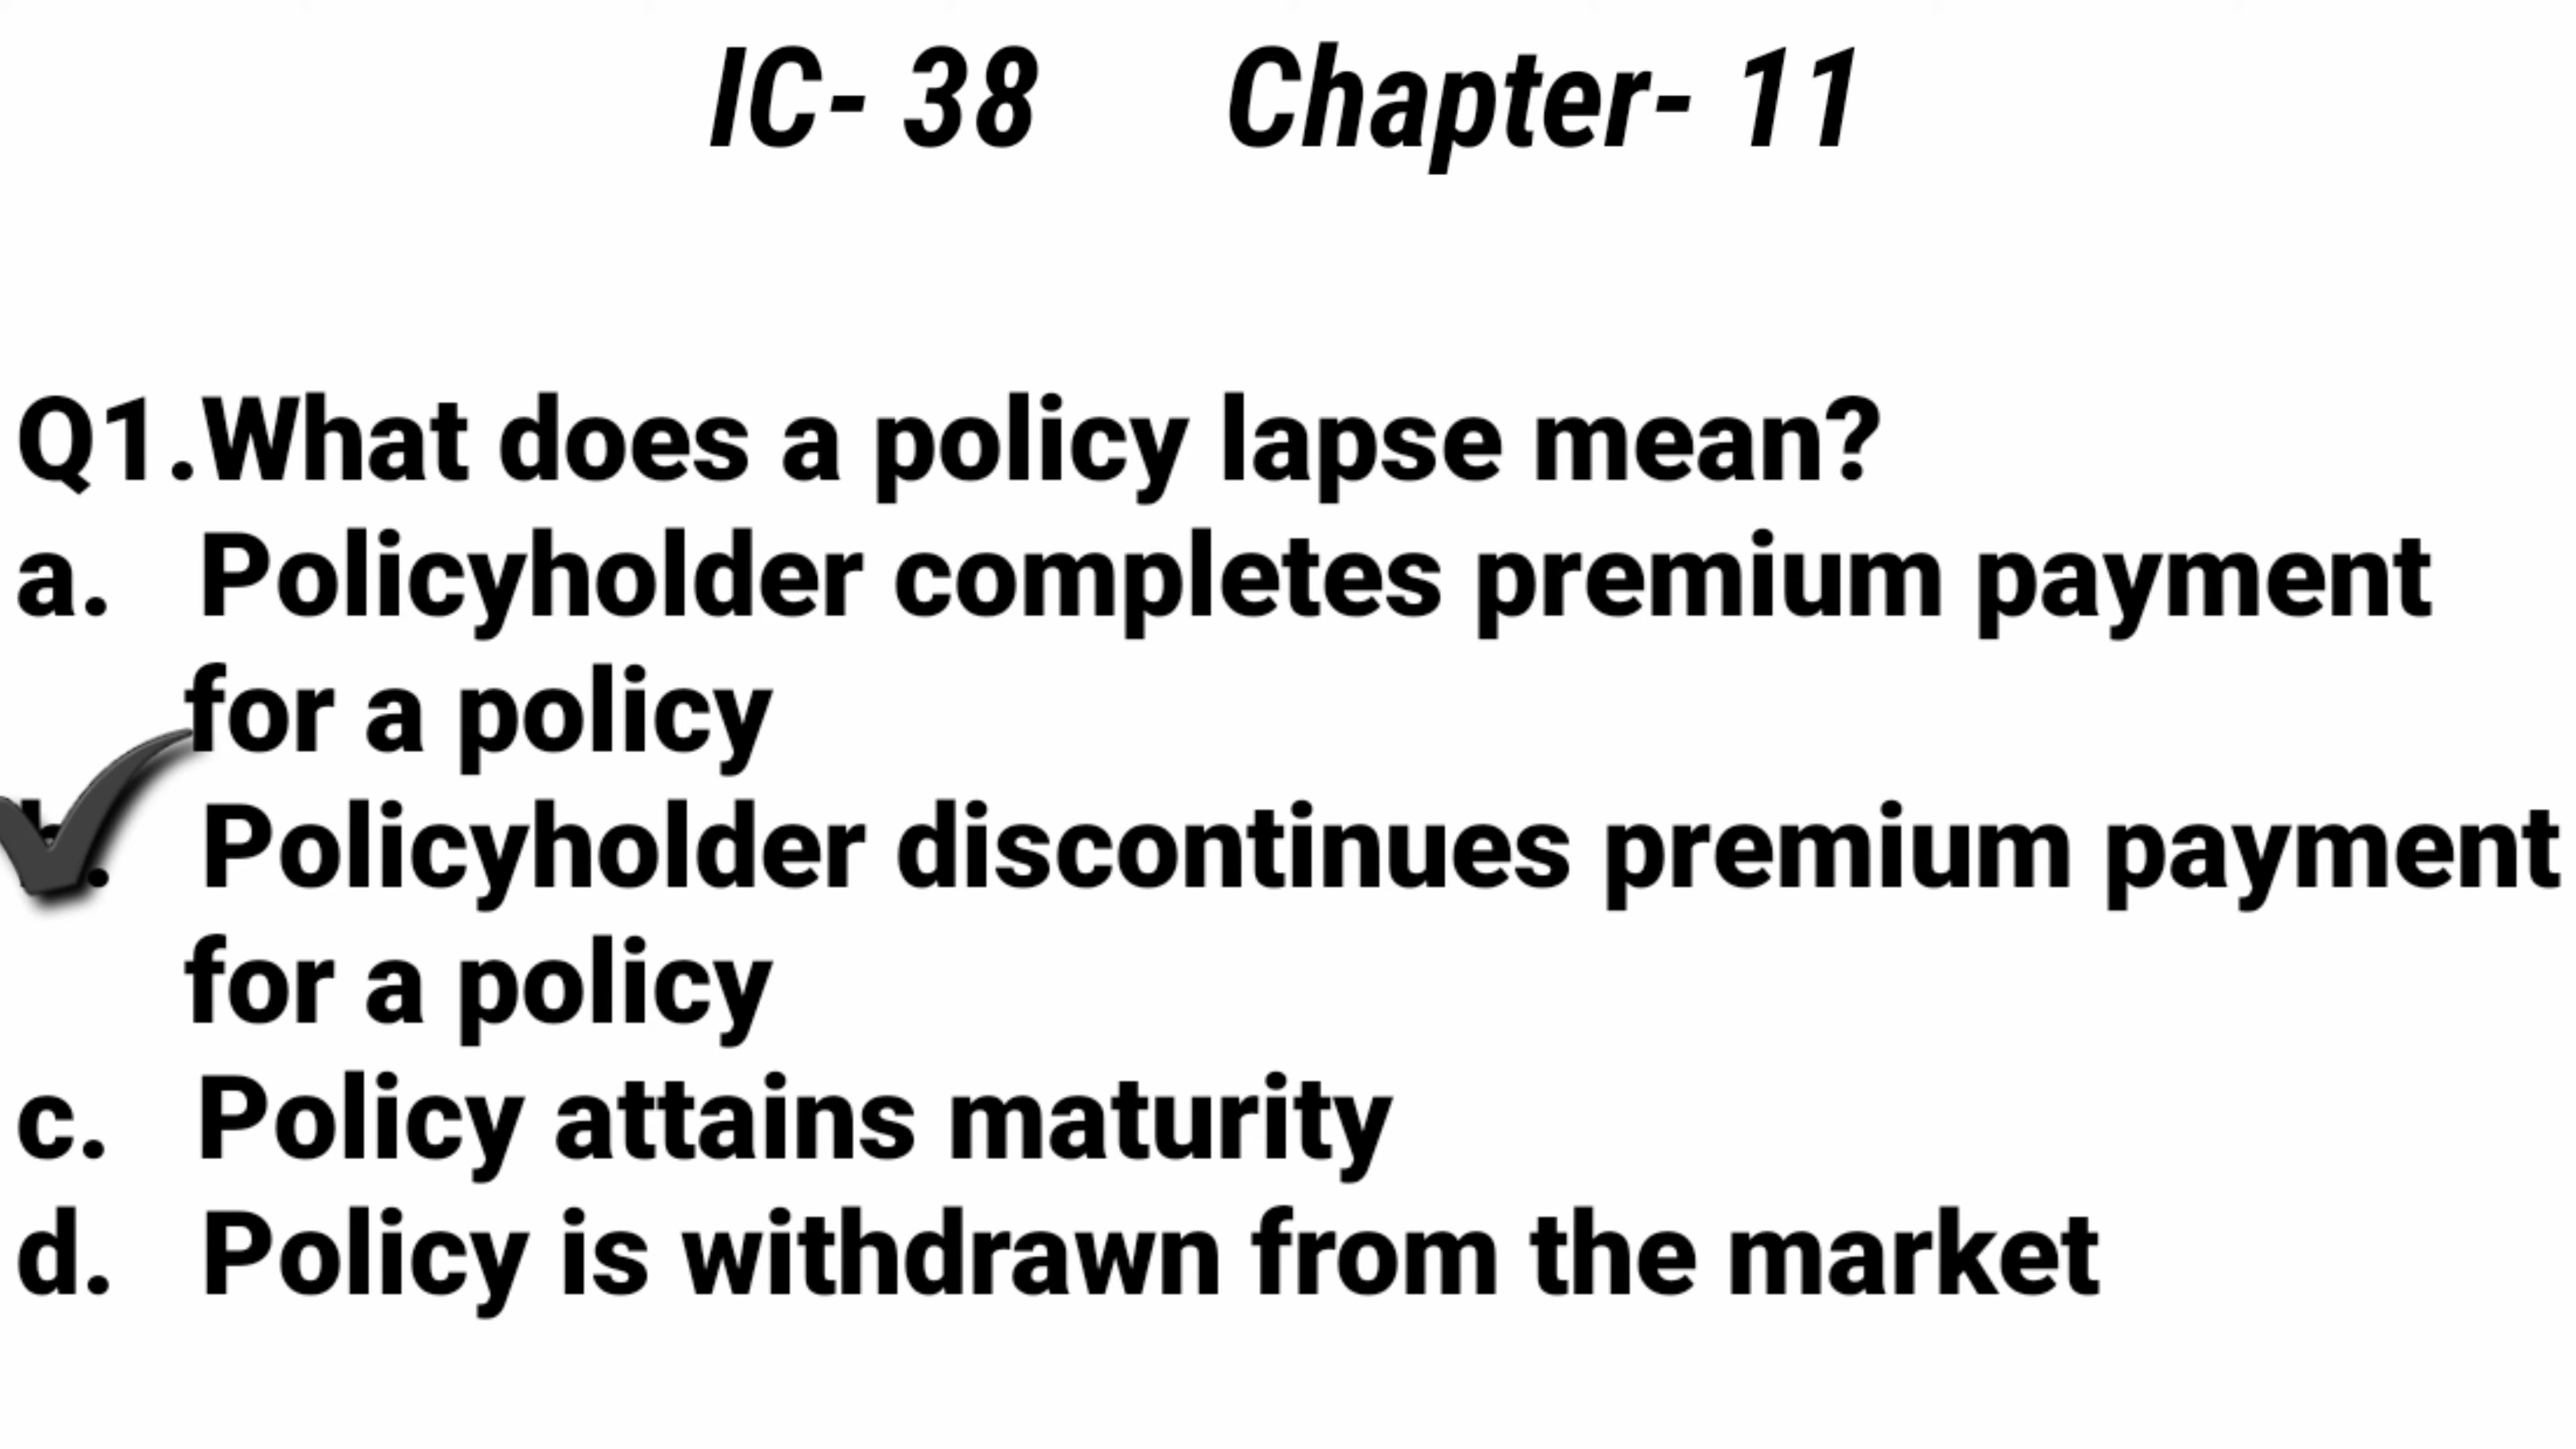 IC- 38 Chapter- 11
Q1.What does a policy lapse mean?
a. Policyholder completes premium payment
for a policy
b. Policyholder discontinues premium payment
for a policy
c. Policy attains maturity
d. Policy is withdrawn from the market